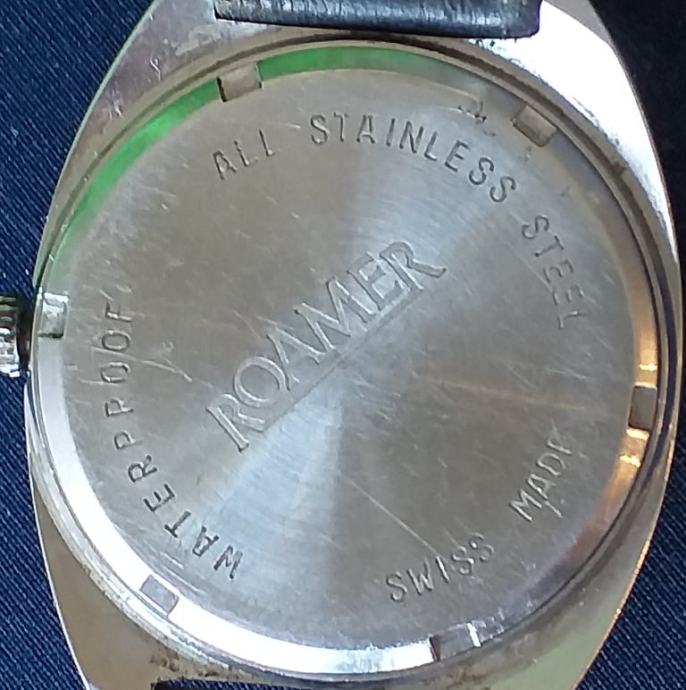 ALL STAINLESS STEEL
ROAMER
WATERPROOF
SWISS MADE